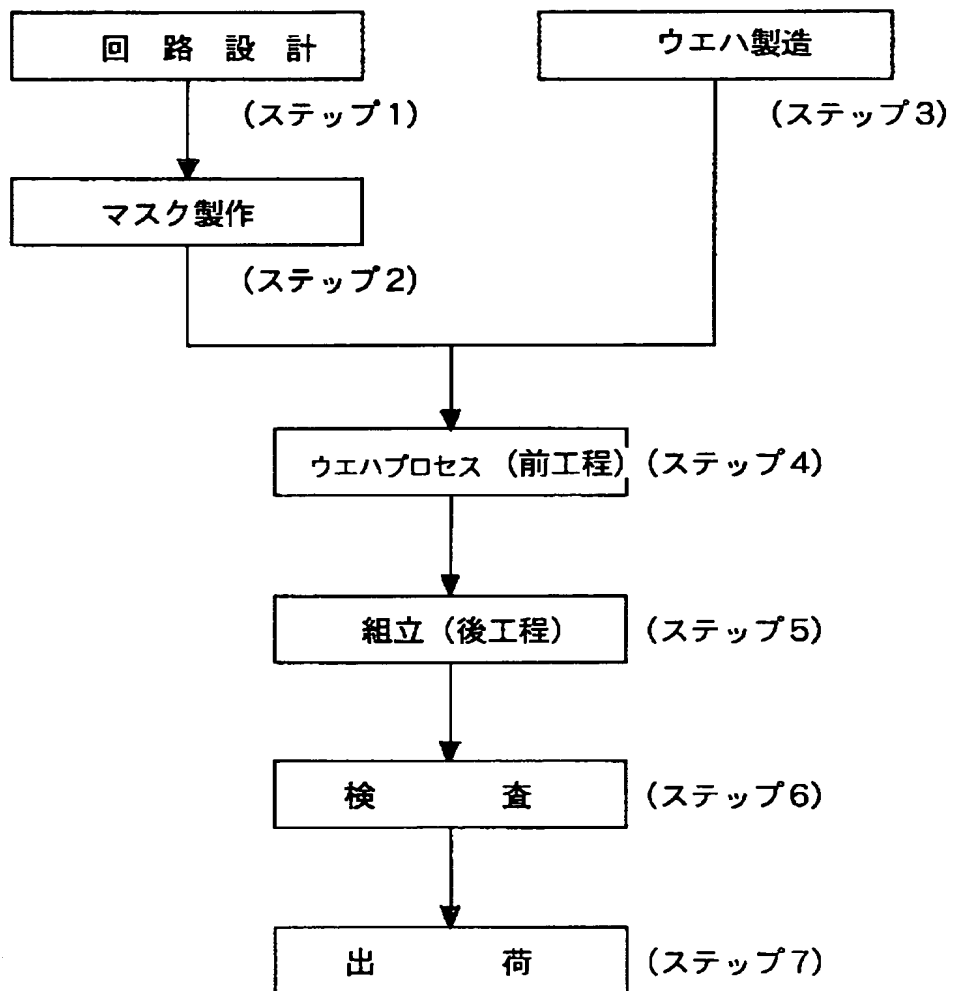 回路設計
(ステップ1)
ウエハ製造
(ステップ3)
マスク製作
(ステップ2)
ウエハプロセス (前工程)
(ステップ4)
組立 (後工程)
(ステップ5)
検査
(ステップ6)
出荷
(ステップ7)